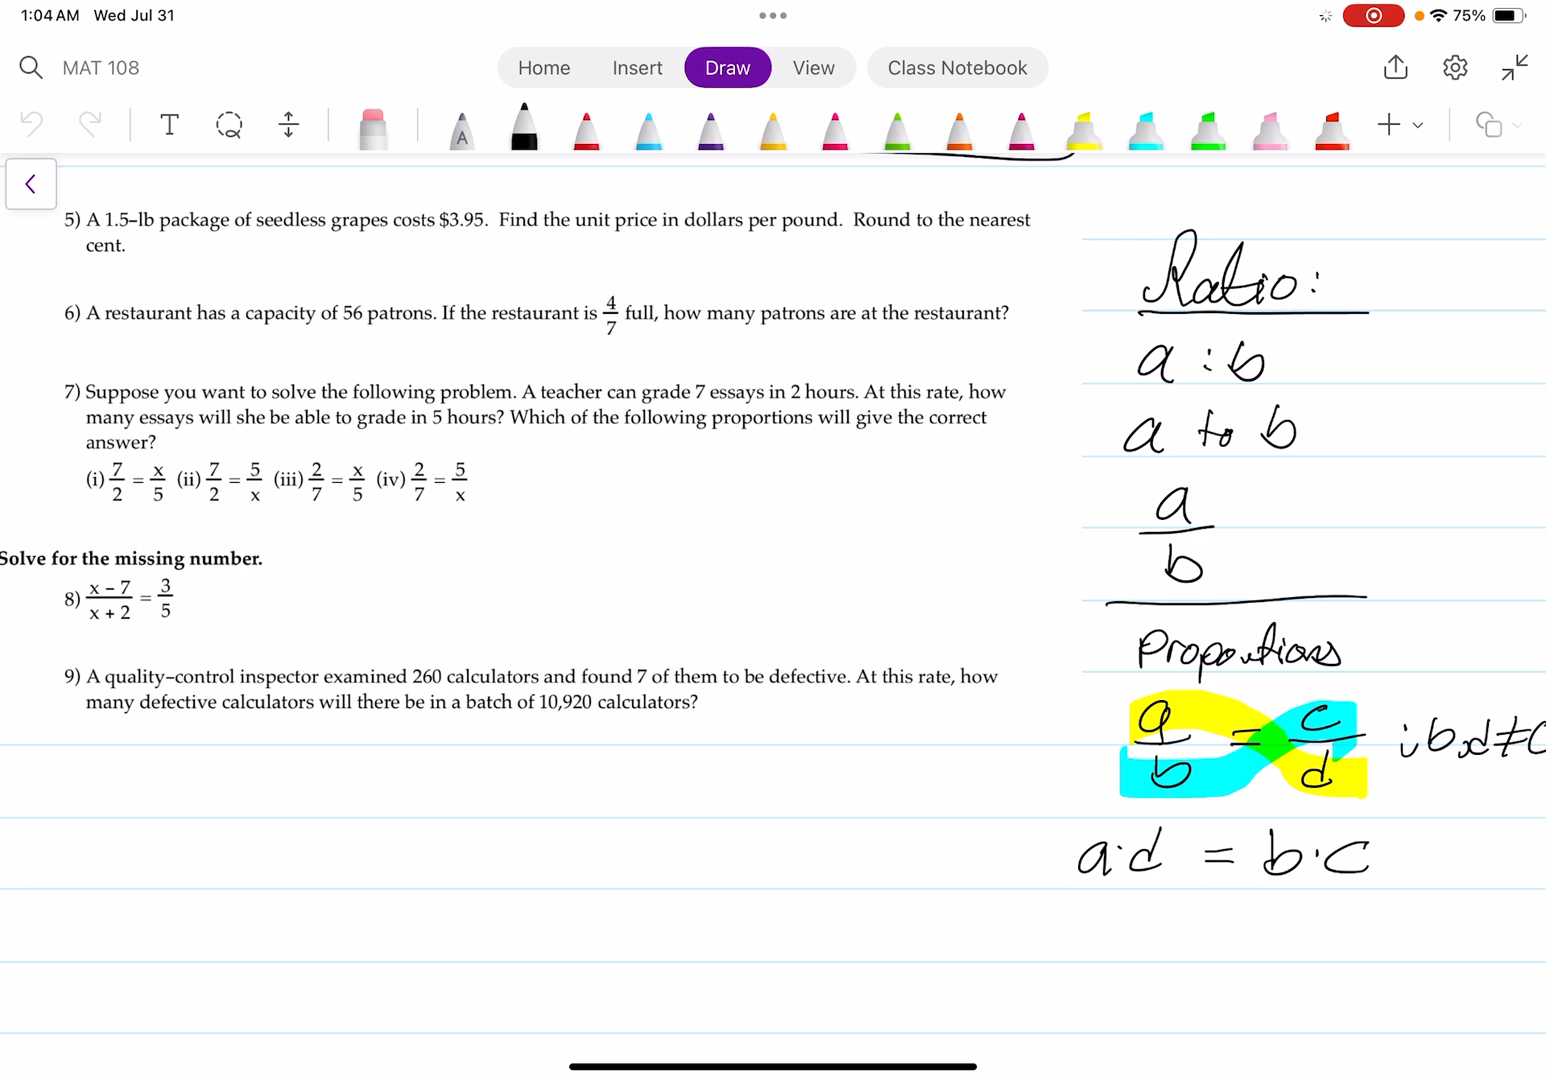 1:04 AM Wed Jul 31
75%
MAT 108
Home Insert Draw View Class Notebook
T
A
5) A 1.5–lb package of seedless grapes costs $3.95. Find the unit price in dollars per pound. Round to the nearest
cent.
6) A restaurant has a capacity of 56 patrons. If the restaurant is 4/7 full, how many patrons are at the restaurant?
7) Suppose you want to solve the following problem. A teacher can grade 7 essays in 2 hours. At this rate, how
many essays will she be able to grade in 5 hours? Which of the following proportions will give the correct
answer?
(i) 7/2 = x/5 (ii) 7/2 = 5/x (iii) 2/7 = x/5 (iv) 2/7 = 5/x
Solve for the missing number.
8) x – 7/x + 2 = 3/5
9) A quality–control inspector examined 260 calculators and found 7 of them to be defective. At this rate, how
many defective calculators will there be in a batch of 10,920 calculators?
Ratio:
a : b
a to b
a/b
Proportions
a/b = c/d ; b,d ≠ 0
a·d = b·c